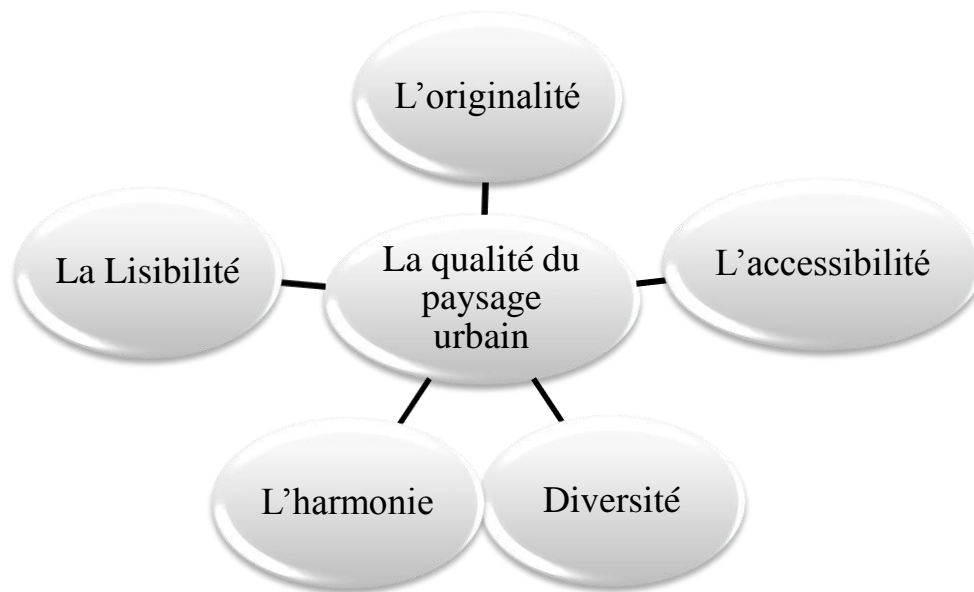 L’originalité
La Lisibilité
La qualité du
paysage
urbain
L’accessibilité
L’harmonie
Diversité